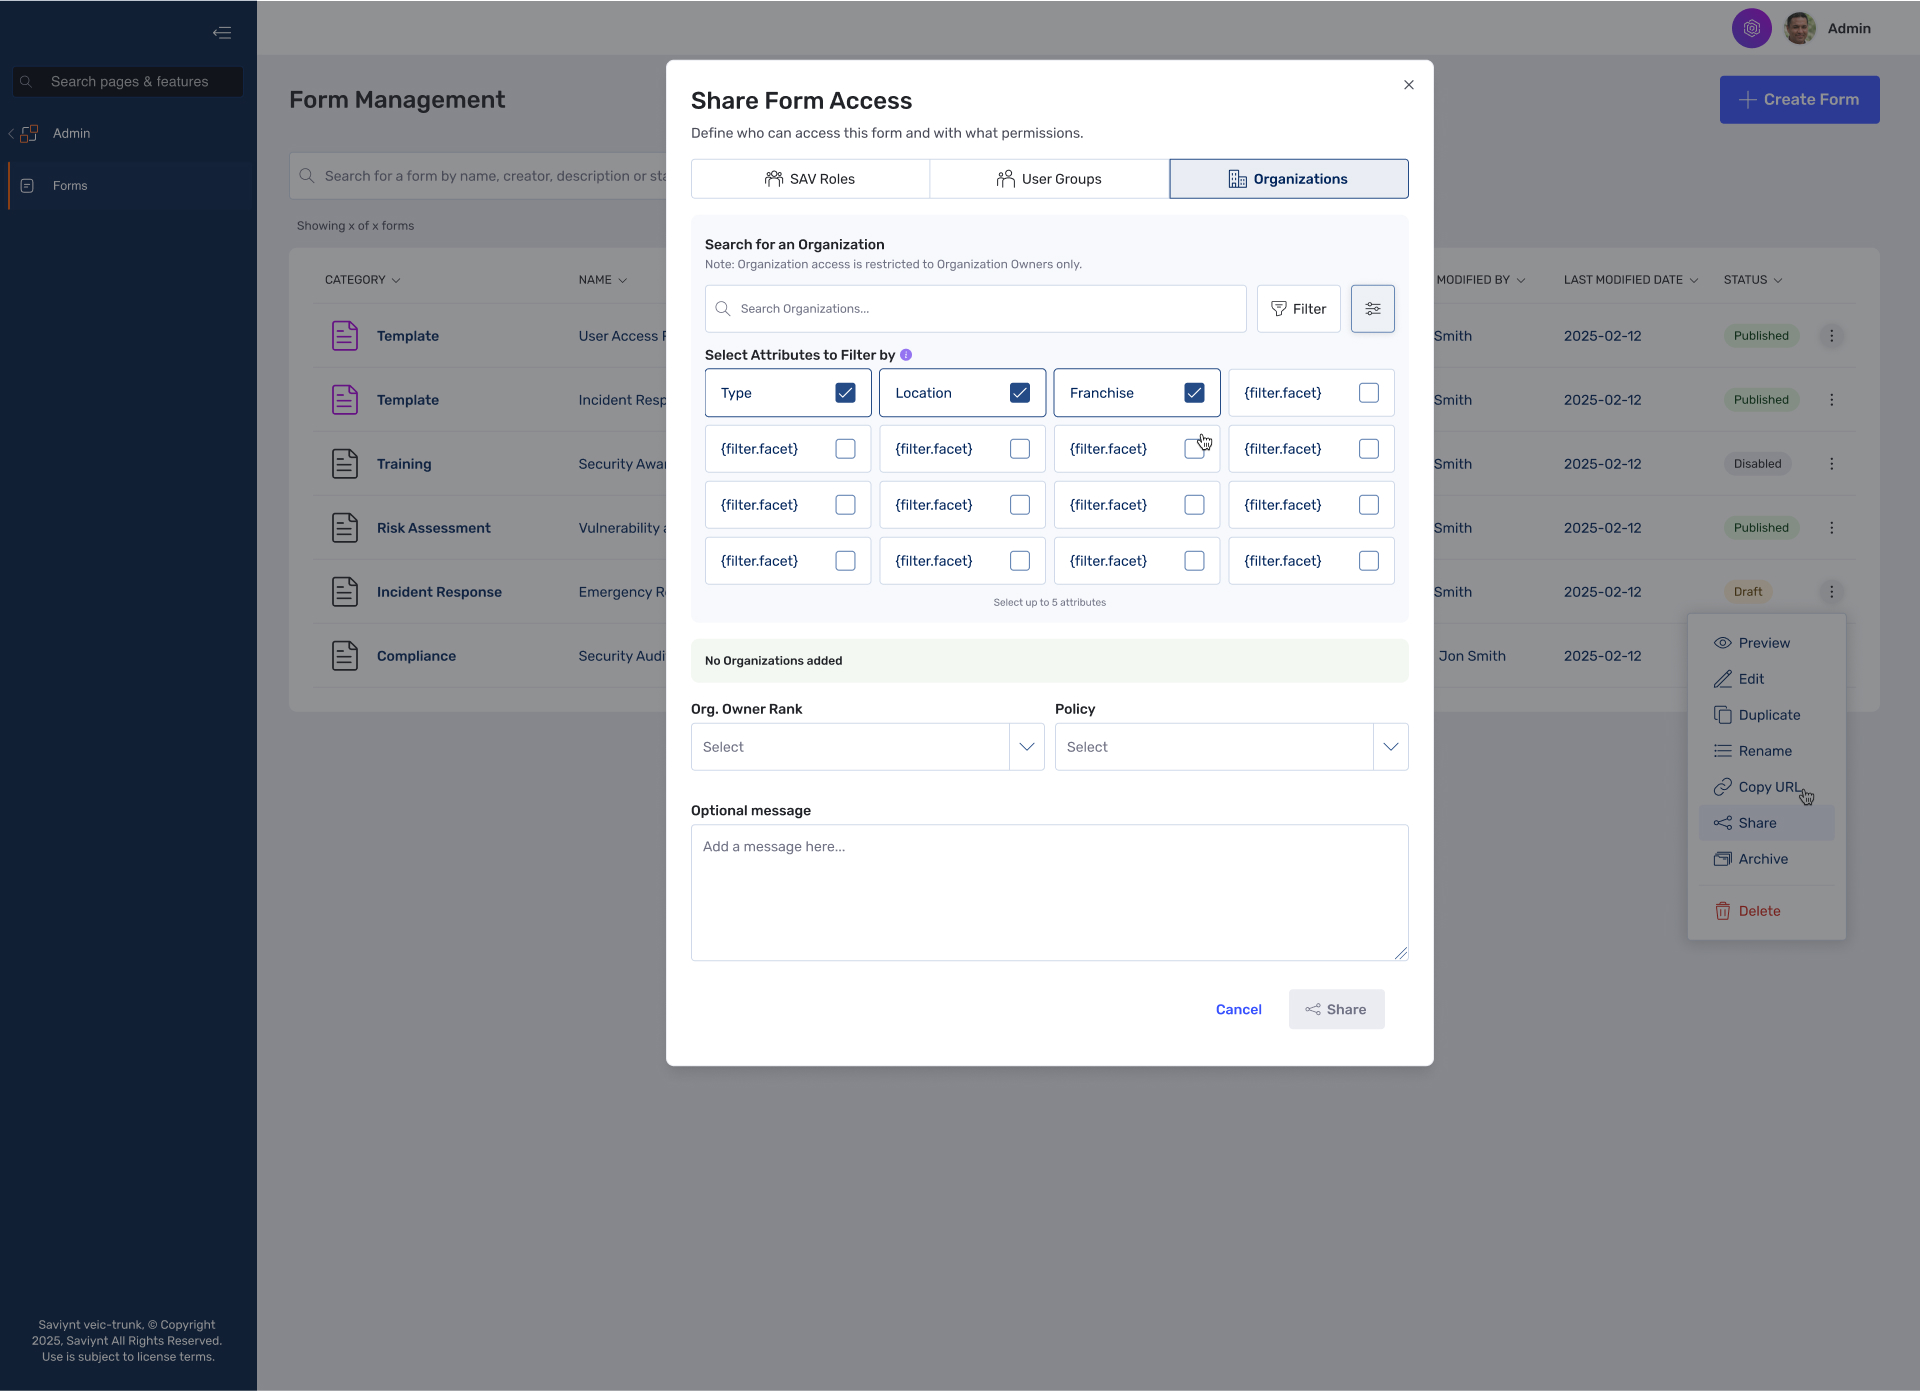 Search pages & features
Admin
Forms
Saviynt veic-trunk, © Copyright
2025, Saviynt All Rights Reserved.
Use is subject to license terms.
Admin
Form Management
Create Form
Search for a form by name, creator, description or sta
Showing x of x forms
CATEGORY
NAME
MODIFIED BY
LAST MODIFIED DATE
STATUS
Template
User Access
Smith
2025-02-12
Published
Template
Incident Resp
Smith
2025-02-12
Published
Training
Security Awa
Smith
2025-02-12
Disabled
Risk Assessment
Vulnerability
Smith
2025-02-12
Published
Incident Response
Emergency R
Smith
2025-02-12
Draft
Compliance
Security Audi
Jon Smith
2025-02-12
Share Form Access
Define who can access this form and with what permissions.
SAV Roles
User Groups
Organizations
Search for an Organization
Note: Organization access is restricted to Organization Owners only.
Search Organizations...
Filter
Select Attributes to Filter by
Type
Location
Franchise
{filter.facet}
{filter.facet}
{filter.facet}
{filter.facet}
{filter.facet}
{filter.facet}
{filter.facet}
{filter.facet}
{filter.facet}
{filter.facet}
{filter.facet}
{filter.facet}
{filter.facet}
Select up to 5 attributes
No Organizations added
Org. Owner Rank
Policy
Select
Select
Optional message
Add a message here...
Cancel
Share
Preview
Edit
Duplicate
Rename
Copy URL
Share
Archive
Delete